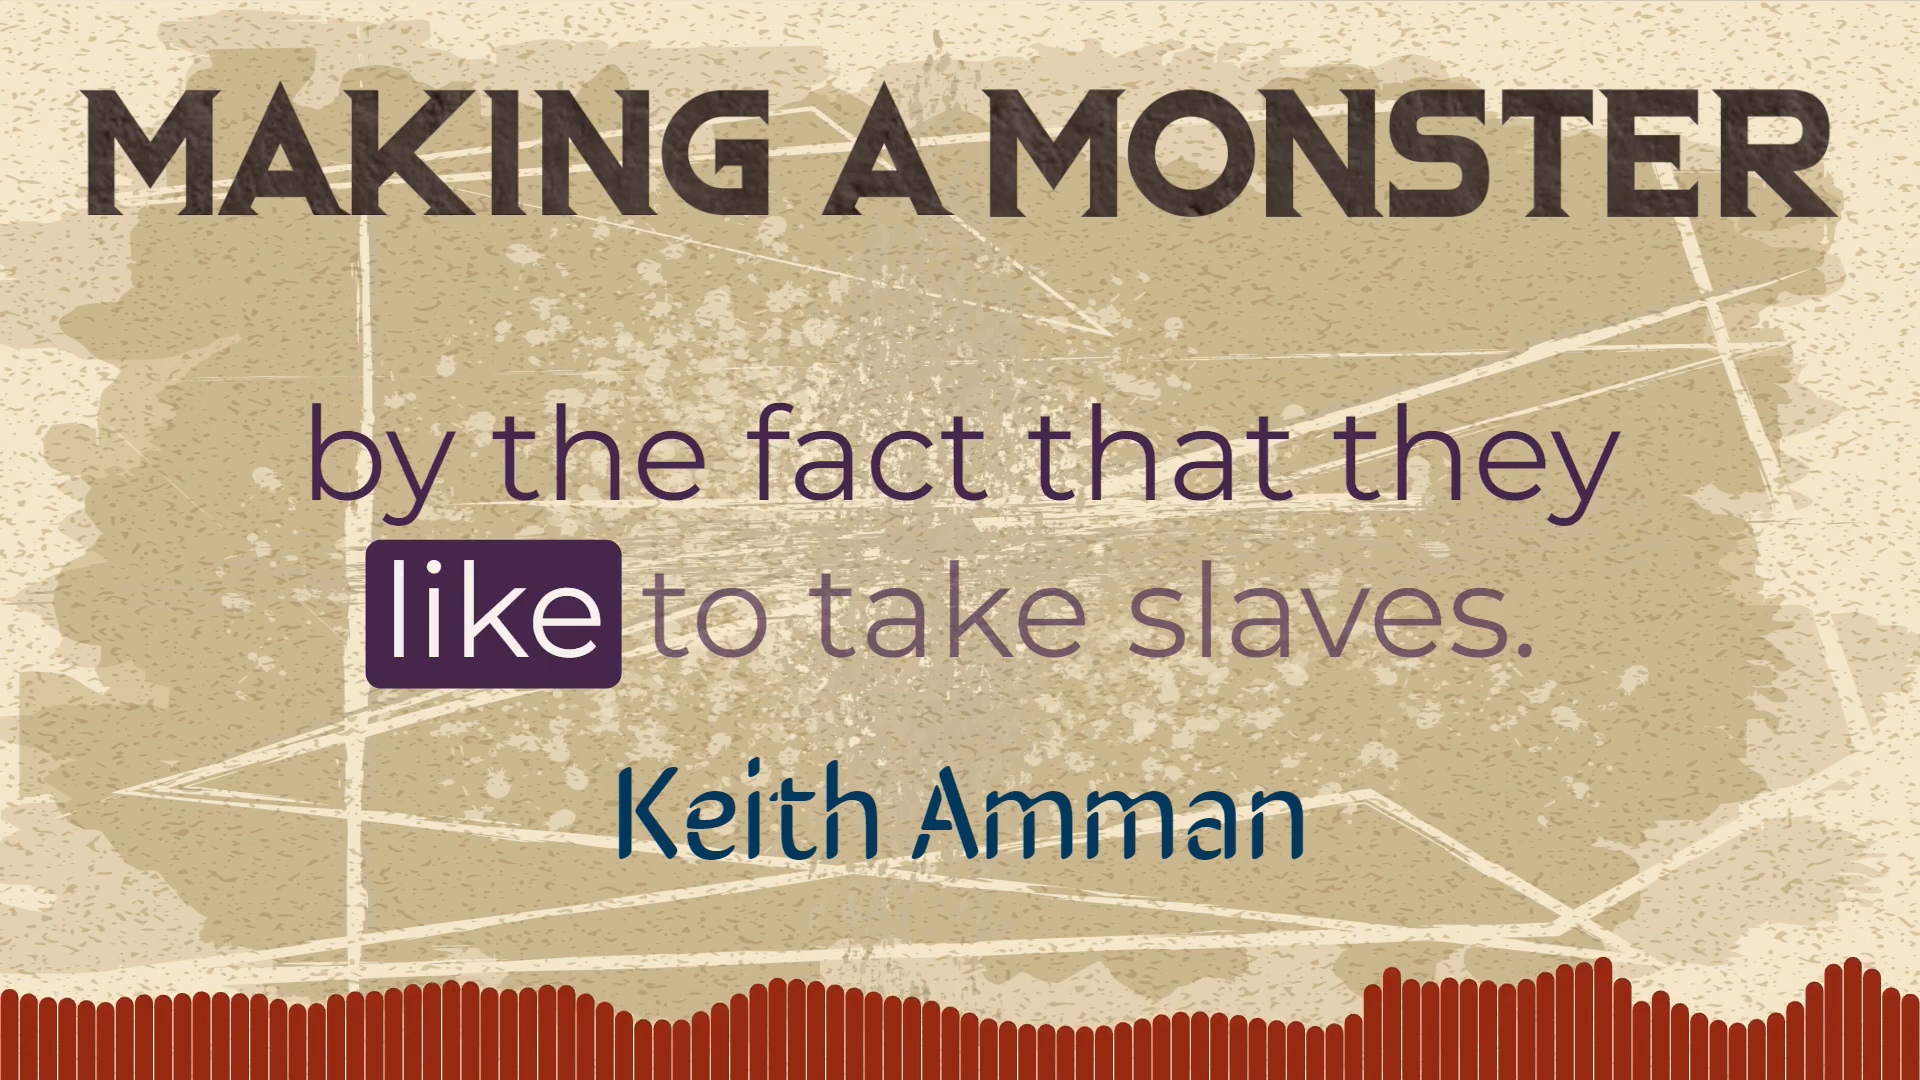 MAKING A MONSTER
by the fact that they
like to take slaves.
Keith Amman